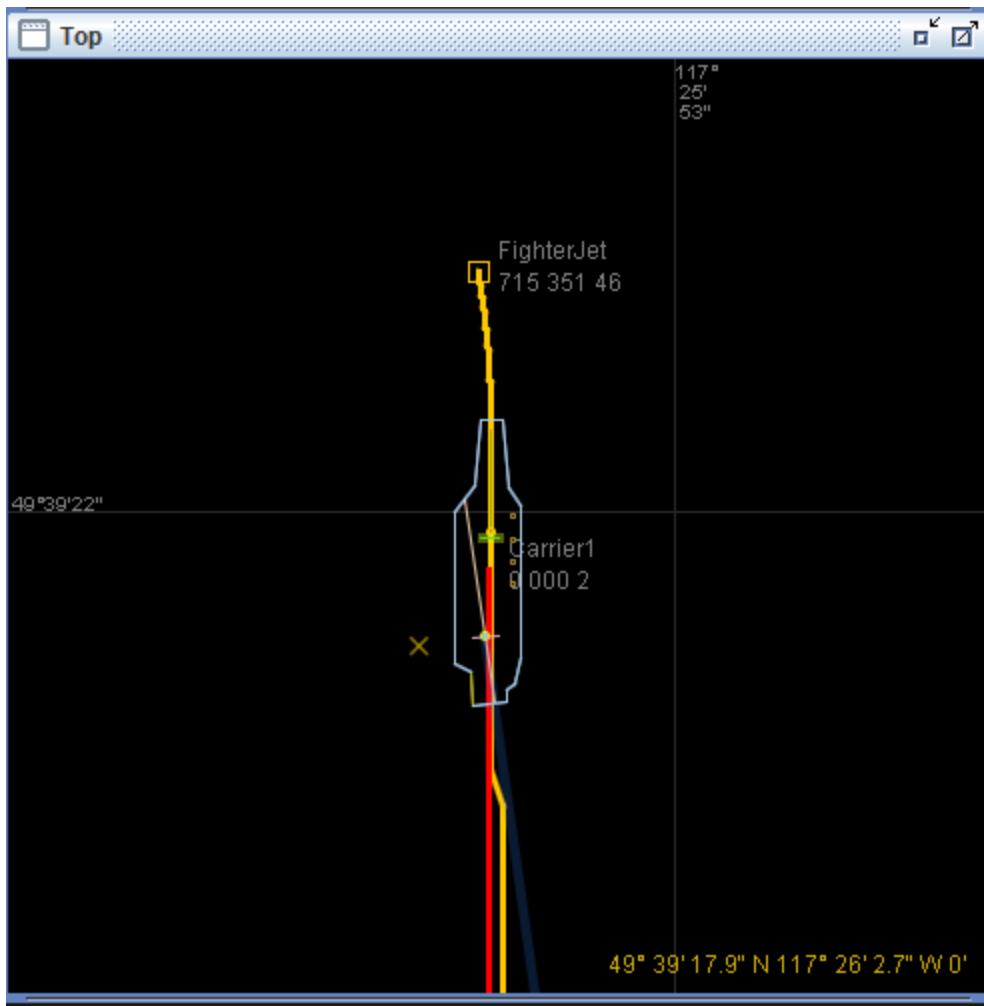 Top
117°
25'
53"
FighterJet
715 351 46
49°39'22"
Carrier1
0 000 2
49° 39' 17.9" N 117° 26' 2.7" W 0'